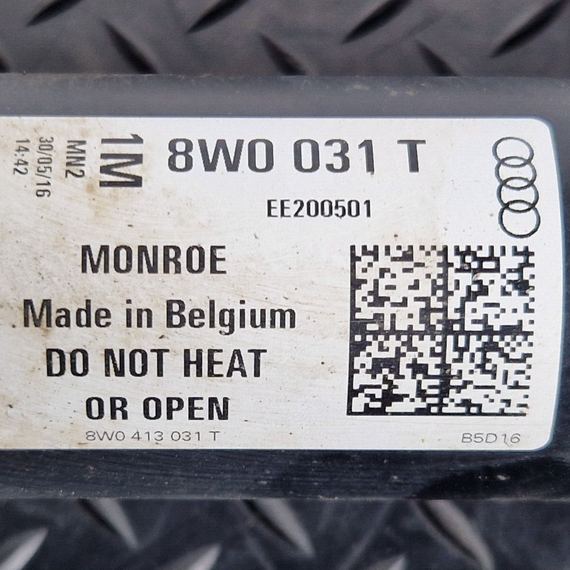 1M
MN2
30/05/16
14:42
8W0 031 T
EE200501
MONROE
Made in Belgium
DO NOT HEAT
OR OPEN
8W0 413 031 T
B5D16